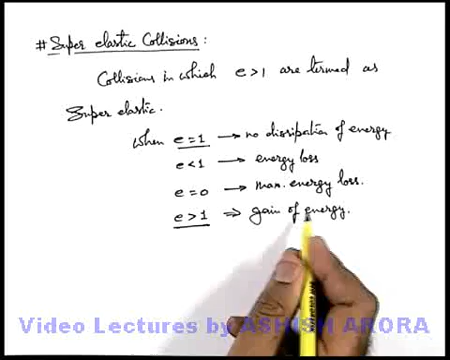 # Super elastic Collisions :
Collisions in which e > 1 are termed as
Super elastic.
When e = 1 → no dissipation of energy
e < 1 → energy loss
e = 0 → max. energy loss.
e > 1 ⇒ gain of energy.
Video Lectures by ASHISH ARORA